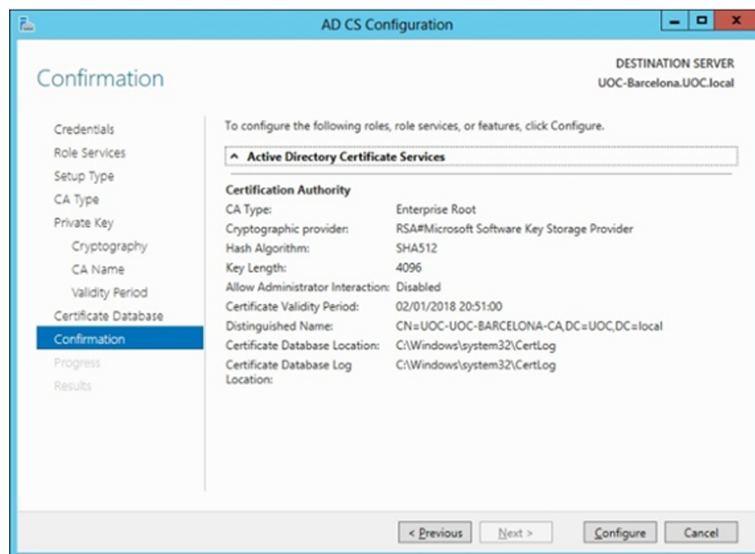 AD CS Configuration
Confirmation
DESTINATION SERVER
UOC-Barcelona.UOC.local
Credentials
Role Services
Setup Type
CA Type
Private Key
Cryptography
CA Name
Validity Period
Certificate Database
Confirmation
Progress
Results
To configure the following roles, role services, or features, click Configure.
Active Directory Certificate Services
Certification Authority
CA Type: Enterprise Root
Cryptographic provider: RSA#Microsoft Software Key Storage Provider
Hash Algorithm: SHA512
Key Length: 4096
Allow Administrator Interaction: Disabled
Certificate Validity Period: 02/01/2018 20:51:00
Distinguished Name: CN=UOC-UOC-BARCELONA-CA,DC=UOC,DC=local
Certificate Database Location: C:\Windows\system32\CertLog
Certificate Database Log C:\Windows\system32\CertLog
Location:
< Previous Next > Configure Cancel